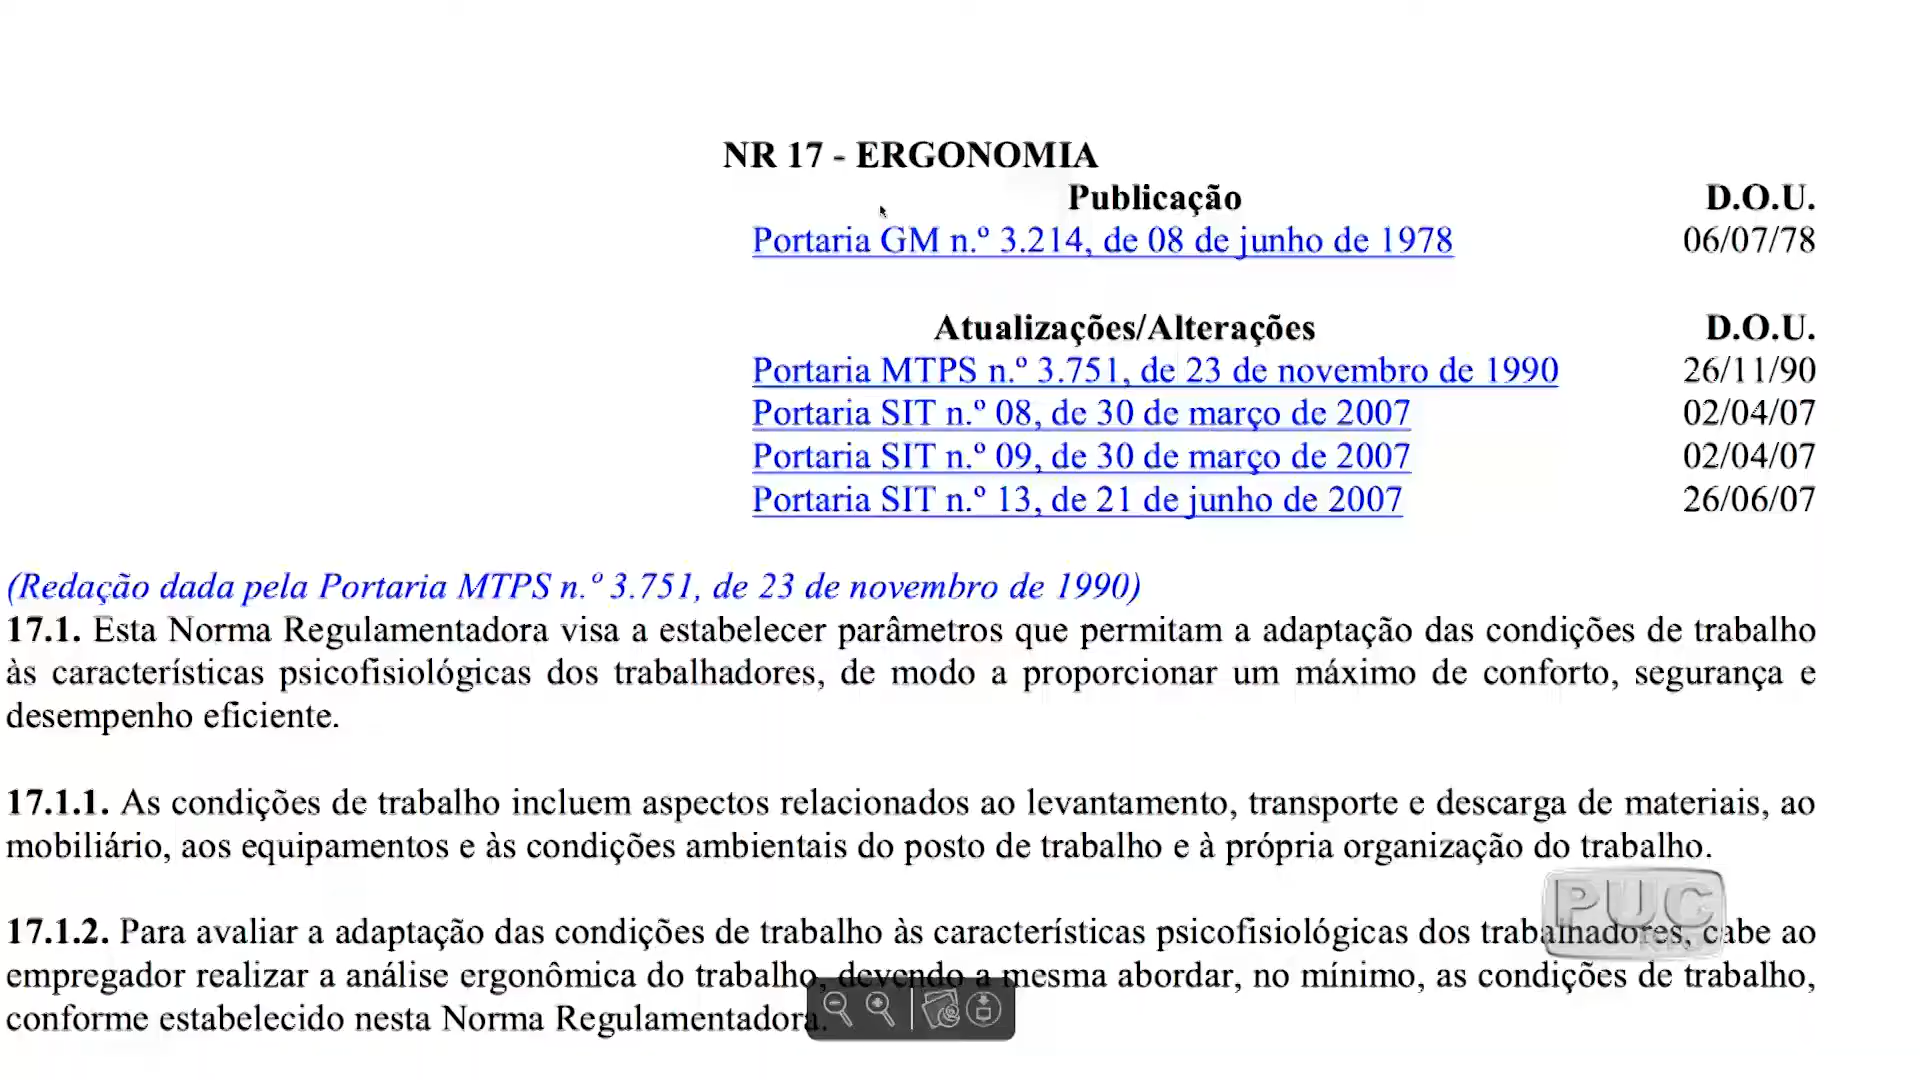 NR 17 - ERGONOMIA
Publicação D.O.U.
Portaria GM n.º 3.214, de 08 de junho de 1978 06/07/78
Atualizações/Alterações D.O.U.
Portaria MTPS n.º 3.751, de 23 de novembro de 1990 26/11/90
Portaria SIT n.º 08, de 30 de março de 2007 02/04/07
Portaria SIT n.º 09, de 30 de março de 2007 02/04/07
Portaria SIT n.º 13, de 21 de junho de 2007 26/06/07
(Redação dada pela Portaria MTPS n.º 3.751, de 23 de novembro de 1990)
17.1. Esta Norma Regulamentadora visa a estabelecer parâmetros que permitam a adaptação das condições de trabalho
às características psicofisiológicas dos trabalhadores, de modo a proporcionar um máximo de conforto, segurança e
desempenho eficiente.
17.1.1. As condições de trabalho incluem aspectos relacionados ao levantamento, transporte e descarga de materiais, ao
mobiliário, aos equipamentos e às condições ambientais do posto de trabalho e à própria organização do trabalho.
PUC
17.1.2. Para avaliar a adaptação das condições de trabalho às características psicofisiológicas dos trabalhadores, cabe ao
empregador realizar a análise ergonômica do trabalho, devendo a mesma abordar, no mínimo, as condições de trabalho,
conforme estabelecido nesta Norma Regulamentadora.